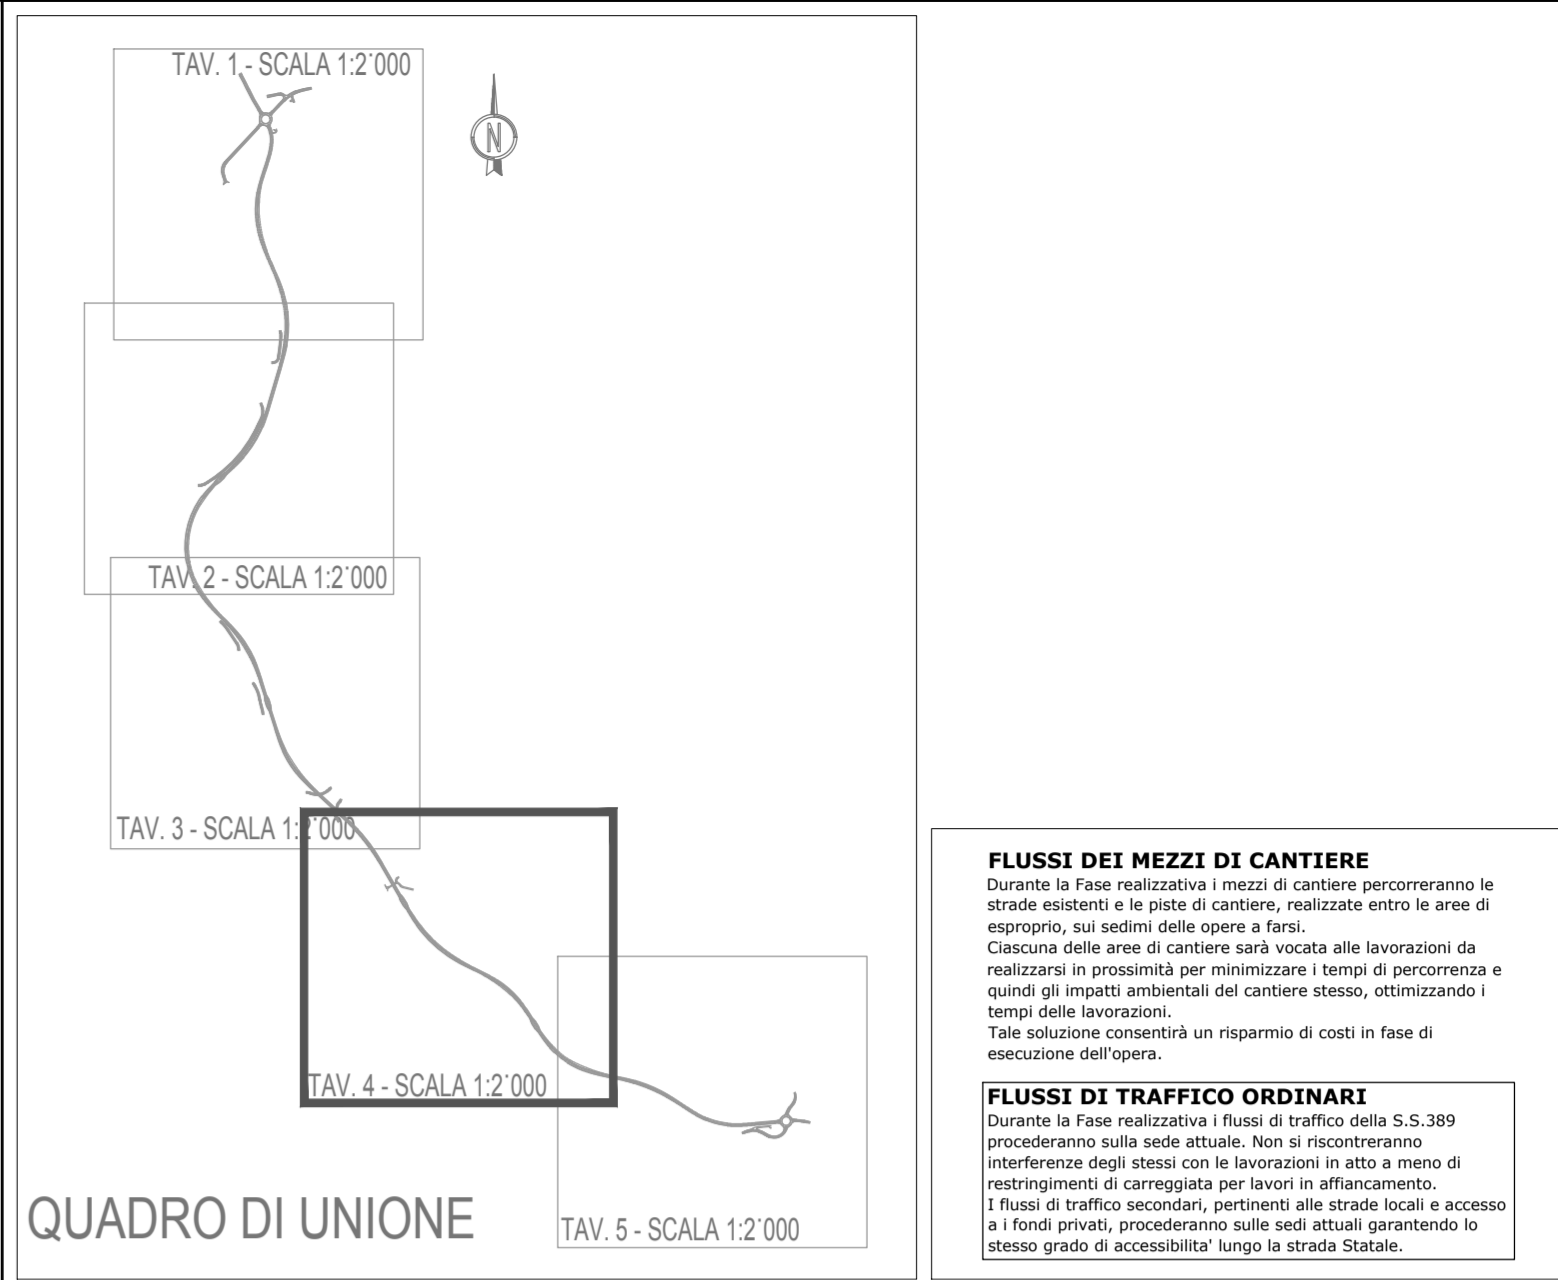 TAV. 1 - SCALA 1:2˙000
N
TAV. 2 - SCALA 1:2˙000
TAV. 3 - SCALA 1:2˙000
TAV. 4 - SCALA 1:2˙000
TAV. 5 - SCALA 1:2˙000
QUADRO DI UNIONE
FLUSSI DEI MEZZI DI CANTIERE
Durante la Fase realizzativa i mezzi di cantiere percorreranno le
strade esistenti e le piste di cantiere, realizzate entro le aree di
esproprio, sui sedimi delle opere a farsi.
Ciascuna delle aree di cantiere sarà vocata alle lavorazioni da
realizzarsi in prossimità per minimizzare i tempi di percorrenza e
quindi gli impatti ambientali del cantiere stesso, ottimizzando i
tempi delle lavorazioni.
Tale soluzione consentirà un risparmio di costi in fase di
esecuzione dell'opera.
FLUSSI DI TRAFFICO ORDINARI
Durante la Fase realizzativa i flussi di traffico della S.S.389
procederanno sulla sede attuale. Non si riscontreranno
interferenze degli stessi con le lavorazioni in atto a meno di
restringimenti di carreggiata per lavori in affiancamento.
I flussi di traffico secondari, pertinenti alle strade locali e accesso
a i fondi privati, procederanno sulle sedi attuali garantendo lo
stesso grado di accessibilita' lungo la strada Statale.